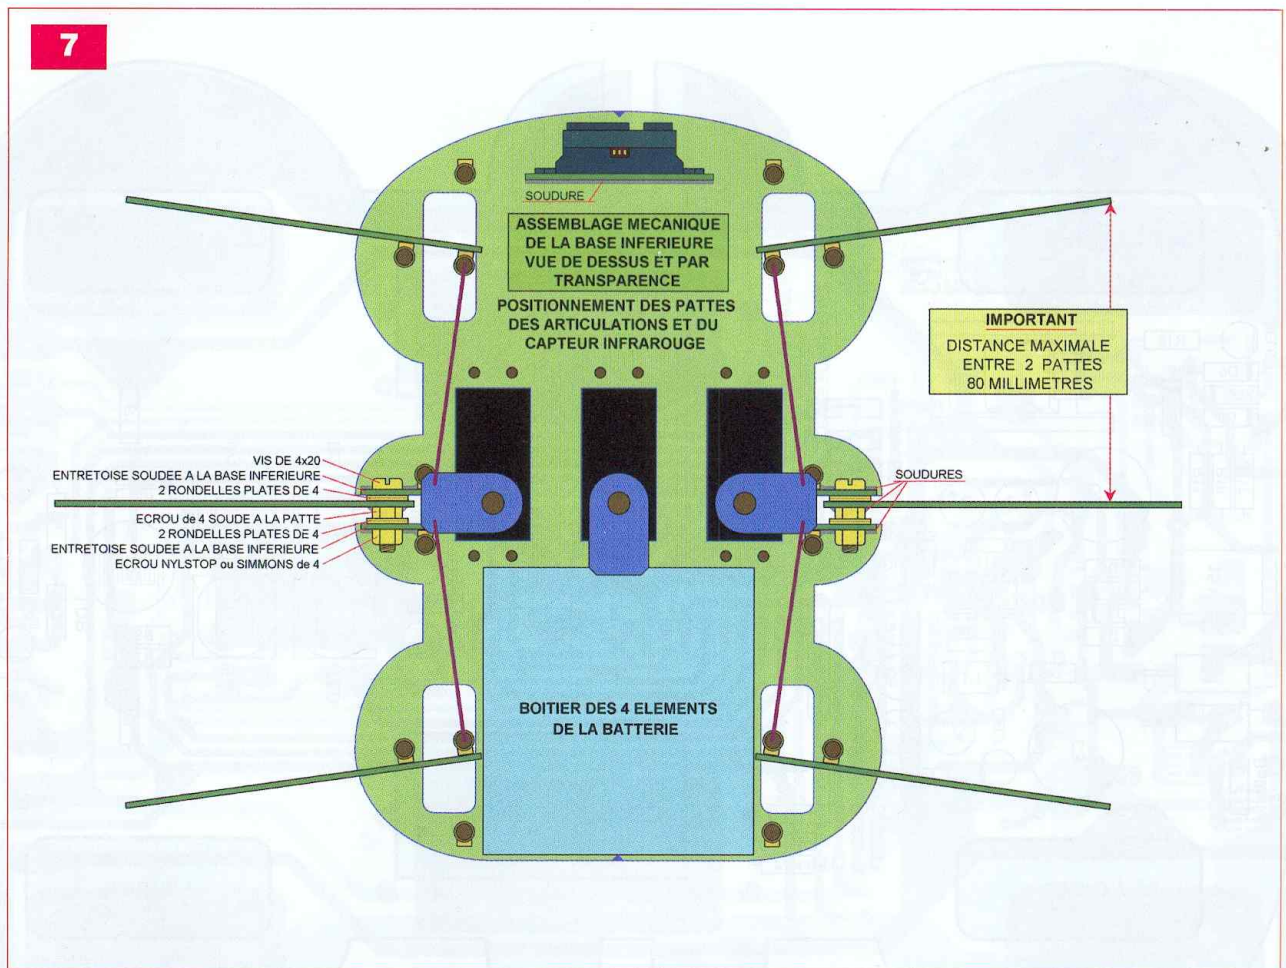 7
SOUDURE
ASSEMBLAGE MECANIQUE
DE LA BASE INFERIEURE
VUE DE DESSUS ET PAR
TRANSPARENCE
POSITIONNEMENT DES PATTES
DES ARTICULATIONS ET DU
CAPTEUR INFRAROUGE
IMPORTANT
DISTANCE MAXIMALE
ENTRE 2 PATTES
80 MILLIMETRES
VIS DE 4x20
ENTRETOISE SOUDEE A LA BASE INFERIEURE
2 RONDELLES PLATES DE 4
ECROU de 4 SOUDE A LA PATTE
2 RONDELLES PLATES DE 4
ENTRETOISE SOUDEE A LA BASE INFERIEURE
ECROU NYLSTOP ou SIMMONS de 4
SOUDURES
BOITIER DES 4 ELEMENTS
DE LA BATTERIE